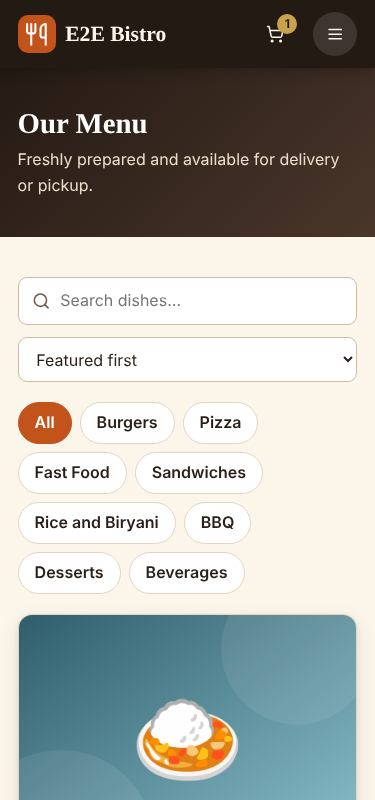 E2E Bistro
1
Our Menu
Freshly prepared and available for delivery
or pickup.
Search dishes...
Featured first
All
Burgers
Pizza
Fast Food
Sandwiches
Rice and Biryani
BBQ
Desserts
Beverages